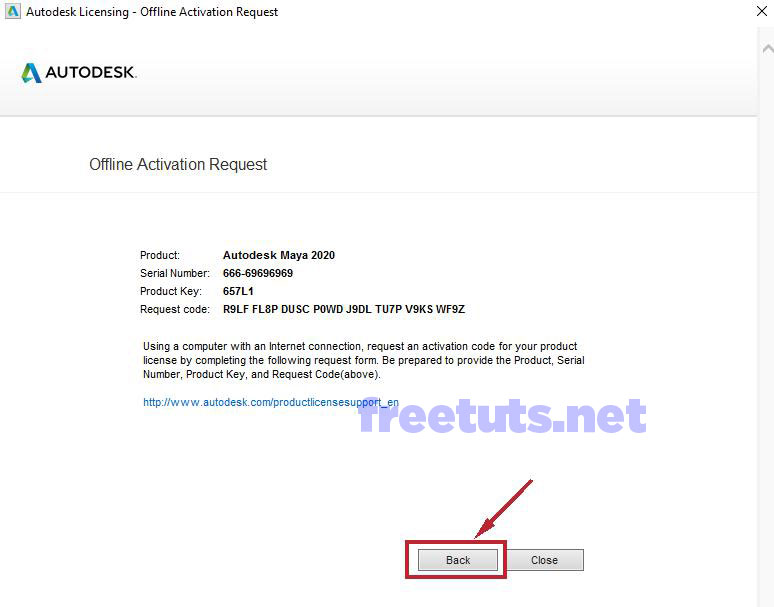 Autodesk Licensing - Offline Activation Request
AUTODESK.
Offline Activation Request
Product: Autodesk Maya 2020
Serial Number: 666-69696969
Product Key: 657L1
Request code: R9LF FL8P DUSC P0WD J9DL TU7P V9KS WF9Z
Using a computer with an Internet connection, request an activation code for your product
license by completing the following request form. Be prepared to provide the Product, Serial
Number, Product Key, and Request Code(above).
http://www.autodesk.com/productlicensesupport_en
freetuts.net
Back Close